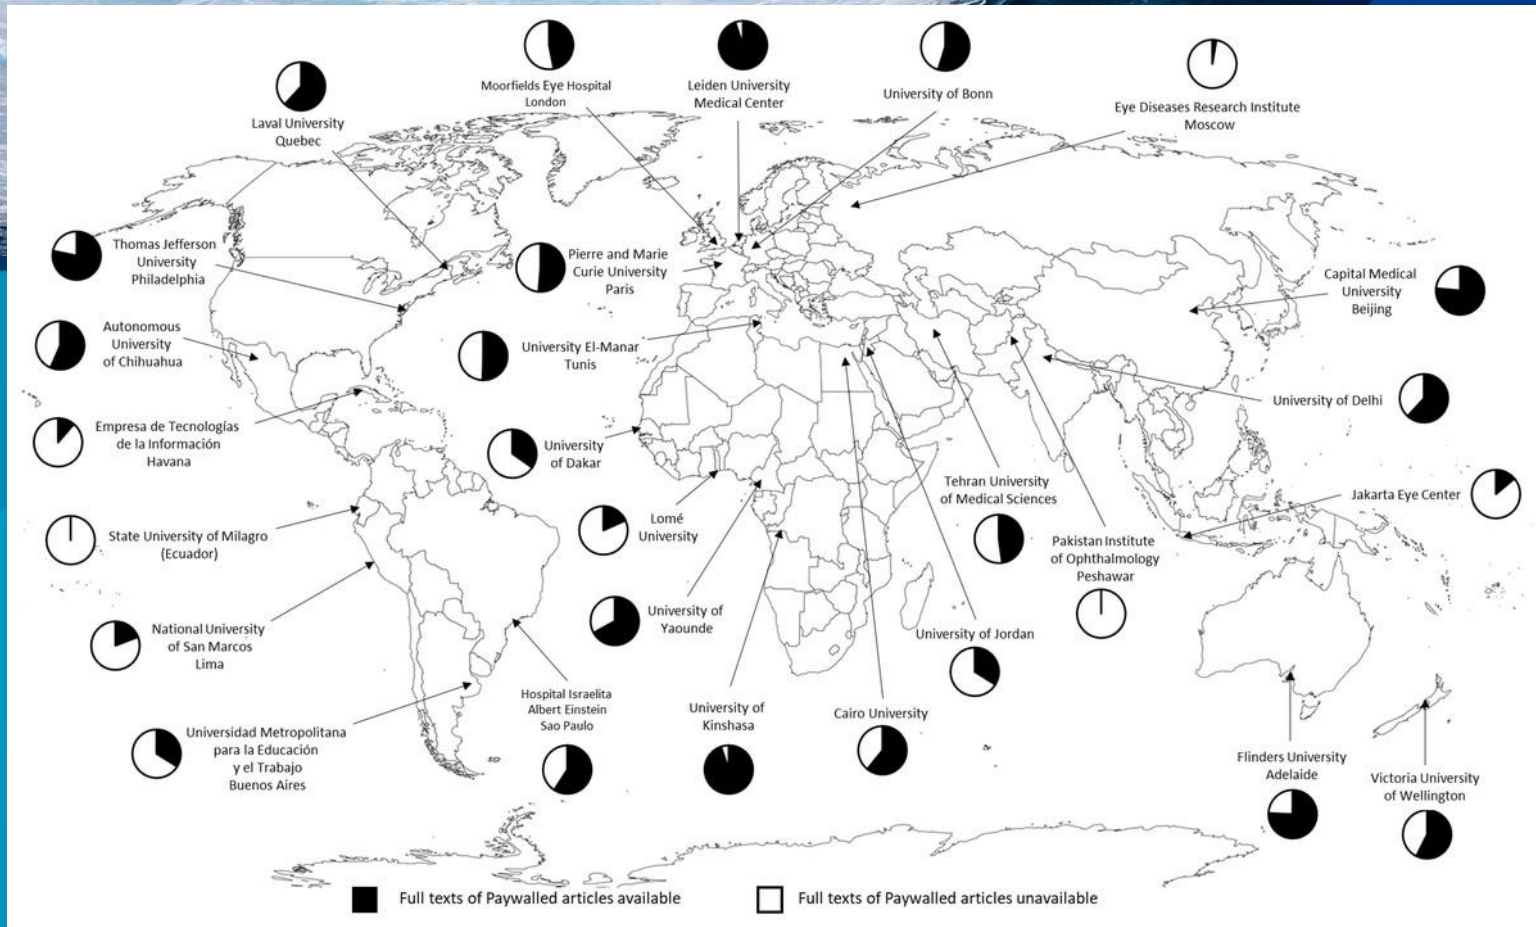 Moorfields Eye Hospital
London
Leiden University
Medical Center
University of Bonn
Eye Diseases Research Institute
Moscow
Laval University
Quebec
Thomas Jefferson
University
Philadelphia
Pierre and Marie
Curie University
Paris
Capital Medical
University
Beijing
Autonomous
University
of Chihuahua
University El-Manar
Tunis
University of Delhi
Empresa de Tecnologías
de la Información
Havana
University
of Dakar
Tehran University
of Medical Sciences
Jakarta Eye Center
State University of Milagro
(Ecuador)
Lomé
University
Pakistan Institute
of Ophthalmology
Peshawar
National University
of San Marcos
Lima
University of
Yaounde
University of Jordan
Universidad Metropolitana
para la Educación
y el Trabajo
Buenos Aires
Hospital Israelita
Albert Einstein
Sao Paulo
University of
Kinshasa
Cairo University
Flinders University
Adelaide
Victoria University
of Wellington
Full texts of Paywalled articles available
Full texts of Paywalled articles unavailable